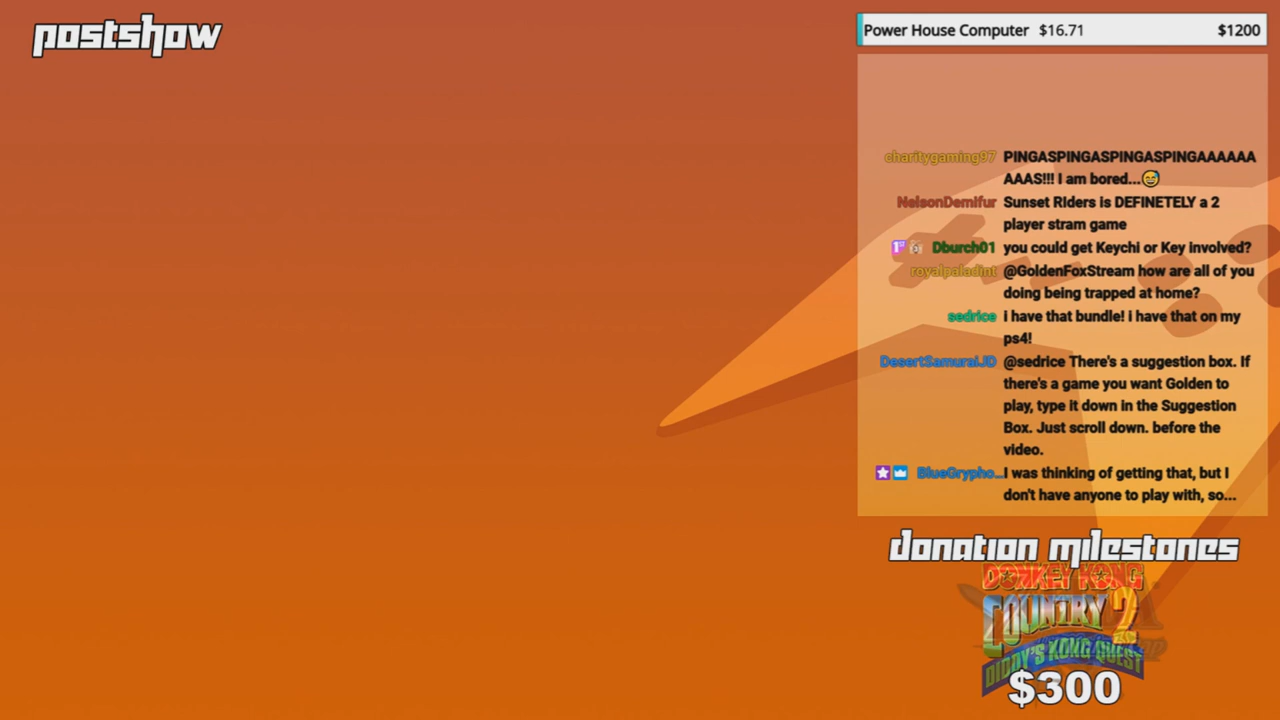 postshow
Power House Computer $16.71 $1200
charitygaming97 PINGASPINGASPINGASPINGAAAAAA
AAAS!!! I am bored...😅
NelsonDemifur Sunset RIders is DEFINETELY a 2
player stram game
1ST Dburch01 you could get Keychi or Key involved?
royalpaladint @GoldenFoxStream how are all of you
doing being trapped at home?
sedrice i have that bundle! i have that on my
ps4!
DesertSamuraiJD @sedrice There's a suggestion box. If
there's a game you want Golden to
play, type it down in the Suggestion
Box. Just scroll down. before the
video.
BlueGrypho... I was thinking of getting that, but I
don't have anyone to play with, so...
donation milestones
DONKEY KONG
COUNTRY 2
DIDDY'S KONG QUEST
$300